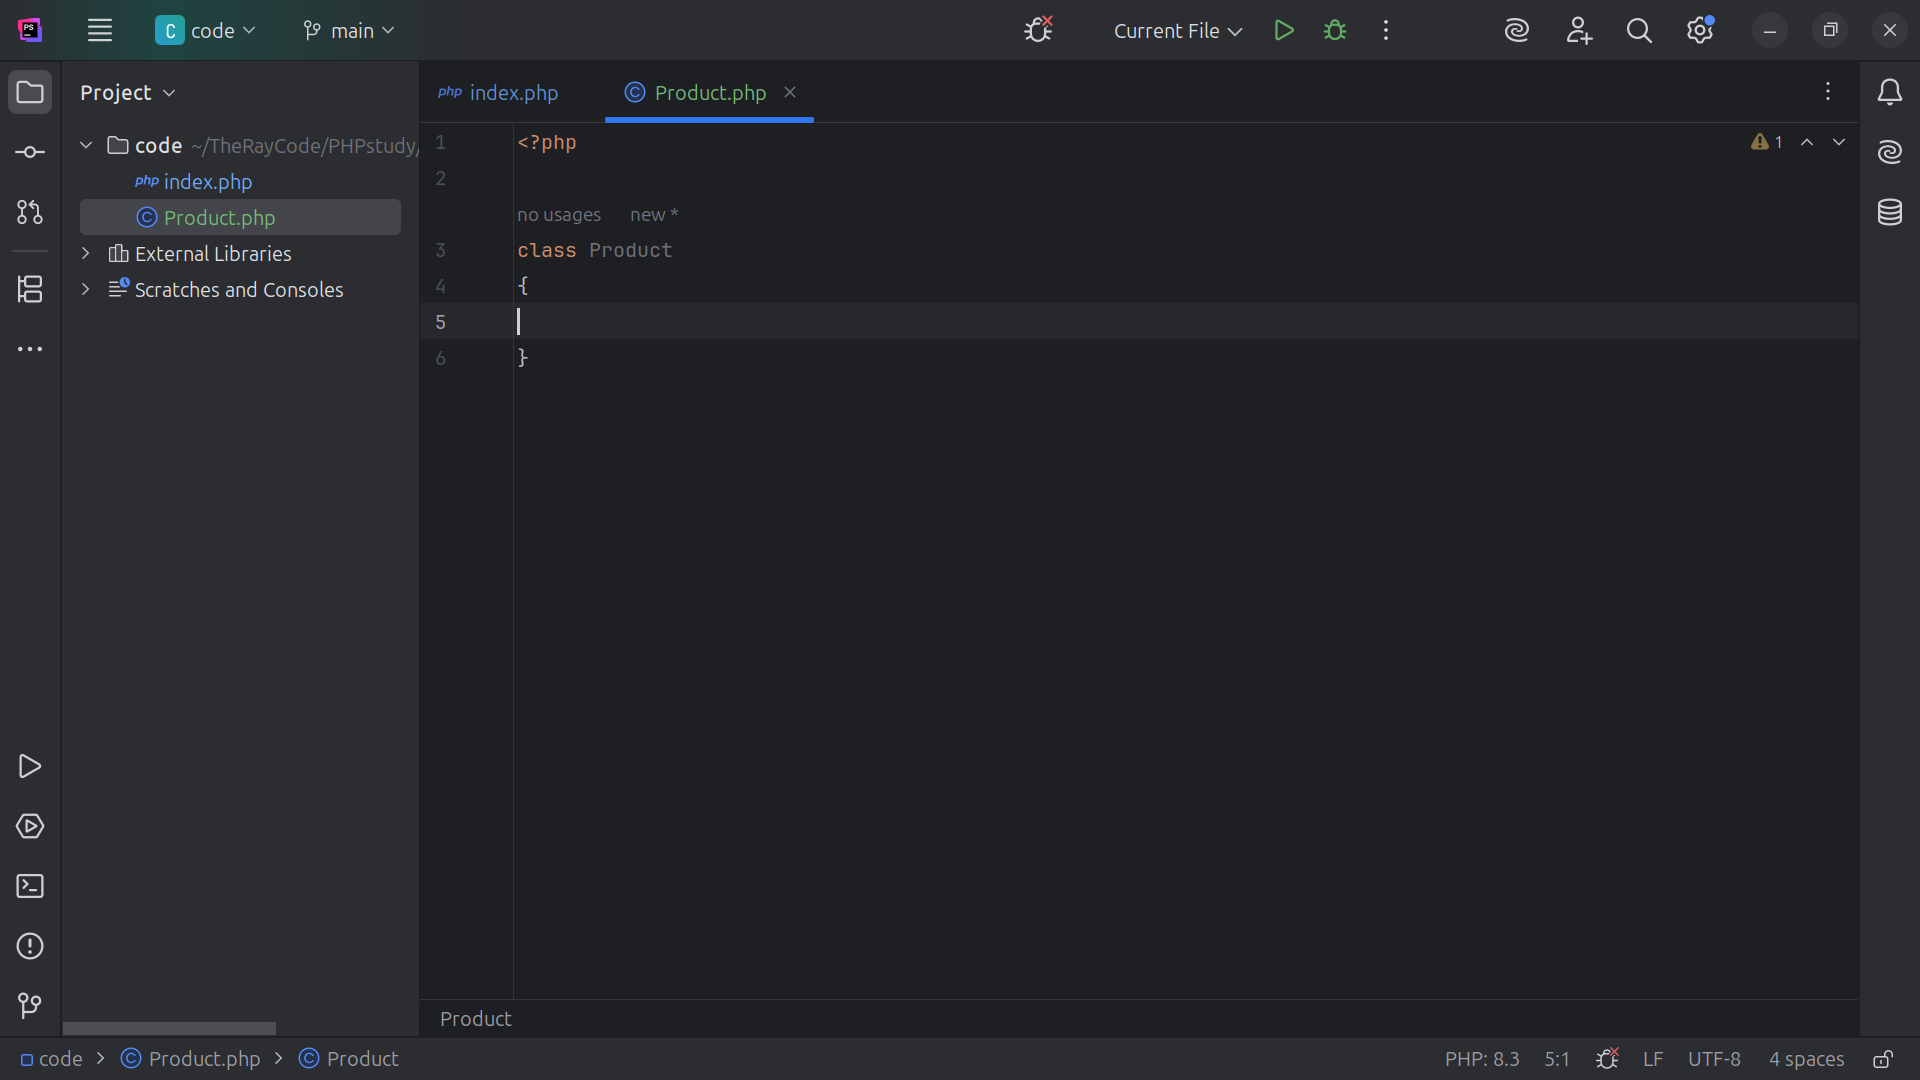 PS
C code
main
Current File
Project
php index.php
C Product.php
code ~/TheRayCode/PHPstudy/
php index.php
C Product.php
External Libraries
Scratches and Consoles
1 <?php
1
2
no usages new *
3 class Product
4 {
5
6 }
Product
code > C Product.php > C Product
PHP: 8.3 5:1 LF UTF-8 4 spaces